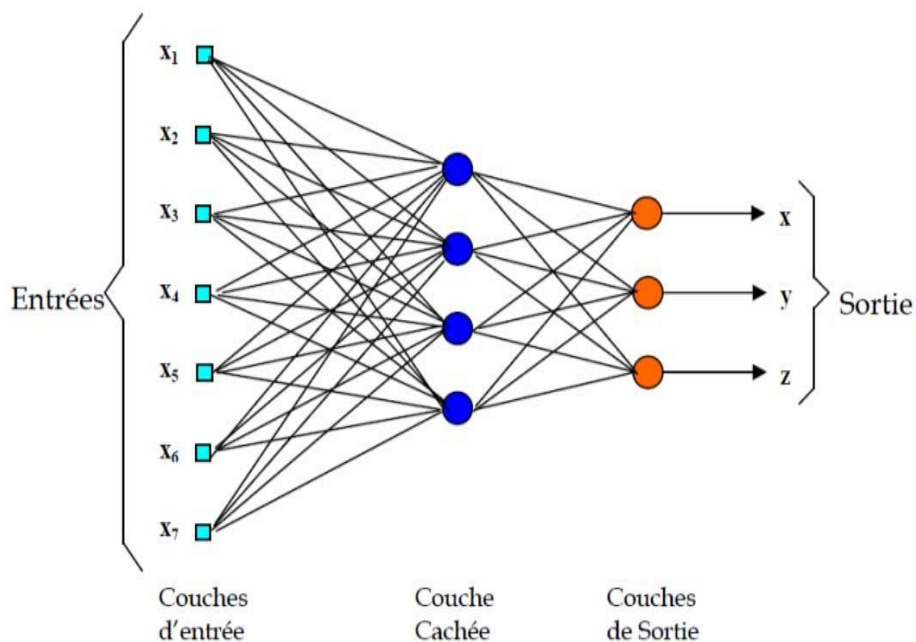 x₁
x₂
x₃
x₄
x₅
x₆
x₇
Entrées
x
y
z
Sortie
Couches
d'entrée
Couche
Cachée
Couches
de Sortie